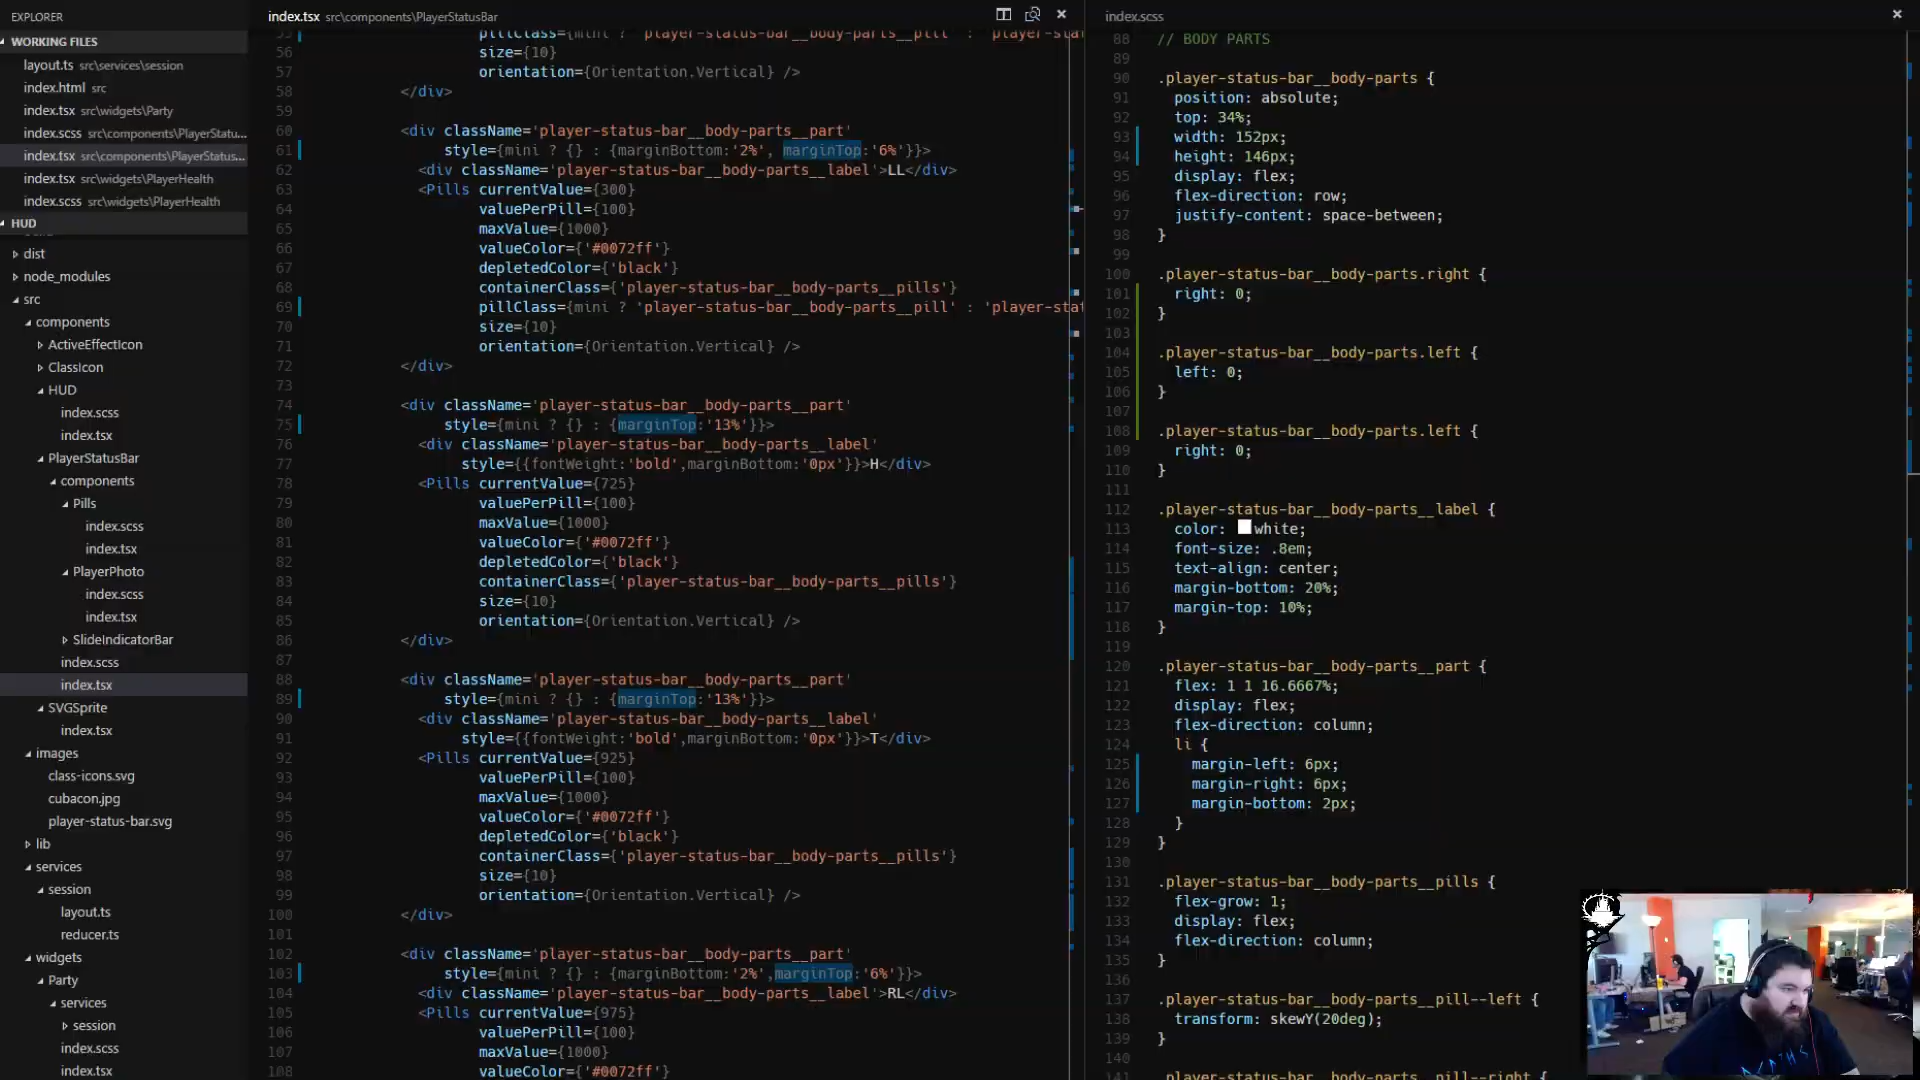 EXPLORER
WORKING FILES
layout.ts src\services\session
index.html src
index.tsx src\widgets\Party
index.scss src\components\PlayerStatu...
index.tsx src\components\PlayerStatus...
index.tsx src\widgets\PlayerHealth
index.scss src\widgets\PlayerHealth
HUD
dist
node_modules
src
components
ActiveEffectIcon
ClassIcon
HUD
index.scss
index.tsx
PlayerStatusBar
components
Pills
index.scss
index.tsx
PlayerPhoto
index.scss
index.tsx
SlideIndicatorBar
index.scss
index.tsx
SVGSprite
index.tsx
images
class-icons.svg
cubacon.jpg
player-status-bar.svg
lib
services
session
layout.ts
reducer.ts
widgets
Party
services
session
index.scss
index.tsx
index.tsx src\components\PlayerStatusBar
55 pillClass={mini ? 'player-status-bar__body-parts__pill' : 'player-sta
56 size={10}
57 orientation={Orientation.Vertical} />
58 </div>
59
60 <div className='player-status-bar__body-parts__part'
61 style={mini ? {} : {marginBottom:'2%', marginTop:'6%'}}>
62 <div className='player-status-bar__body-parts__label'>LL</div>
63 <Pills currentValue={300}
64 valuePerPill={100}
65 maxValue={1000}
66 valueColor={'#0072ff'}
67 depletedColor={'black'}
68 containerClass={'player-status-bar__body-parts__pills'}
69 pillClass={mini ? 'player-status-bar__body-parts__pill' : 'player-stat
70 size={10}
71 orientation={Orientation.Vertical} />
72 </div>
73
74 <div className='player-status-bar__body-parts__part'
75 style={mini ? {} : {marginTop:'13%'}}>
76 <div className='player-status-bar__body-parts__label'
77 style={{fontWeight:'bold',marginBottom:'0px'}}>H</div>
78 <Pills currentValue={725}
79 valuePerPill={100}
80 maxValue={1000}
81 valueColor={'#0072ff'}
82 depletedColor={'black'}
83 containerClass={'player-status-bar__body-parts__pills'}
84 size={10}
85 orientation={Orientation.Vertical} />
86 </div>
87
88 <div className='player-status-bar__body-parts__part'
89 style={mini ? {} : {marginTop:'13%'}}>
90 <div className='player-status-bar__body-parts__label'
91 style={{fontWeight:'bold',marginBottom:'0px'}}>T</div>
92 <Pills currentValue={925}
93 valuePerPill={100}
94 maxValue={1000}
95 valueColor={'#0072ff'}
96 depletedColor={'black'}
97 containerClass={'player-status-bar__body-parts__pills'}
98 size={10}
99 orientation={Orientation.Vertical} />
100 </div>
101
102 <div className='player-status-bar__body-parts__part'
103 style={mini ? {} : {marginBottom:'2%',marginTop:'6%'}}>
104 <div className='player-status-bar__body-parts__label'>RL</div>
105 <Pills currentValue={975}
106 valuePerPill={100}
107 maxValue={1000}
108 valueColor={'#0072ff'}
index.scss
88 // BODY PARTS
89
90 .player-status-bar__body-parts {
91 position: absolute;
92 top: 34%;
93 width: 152px;
94 height: 146px;
95 display: flex;
96 flex-direction: row;
97 justify-content: space-between;
98 }
99
100 .player-status-bar__body-parts.right {
101 right: 0;
102 }
103
104 .player-status-bar__body-parts.left {
105 left: 0;
106 }
107
108 .player-status-bar__body-parts.left {
109 right: 0;
110 }
111
112 .player-status-bar__body-parts__label {
113 color: white;
114 font-size: .8em;
115 text-align: center;
116 margin-bottom: 20%;
117 margin-top: 10%;
118 }
119
120 .player-status-bar__body-parts__part {
121 flex: 1 1 16.6667%;
122 display: flex;
123 flex-direction: column;
124 li {
125 margin-left: 6px;
126 margin-right: 6px;
127 margin-bottom: 2px;
128 }
129 }
130
131 .player-status-bar__body-parts__pills {
132 flex-grow: 1;
133 display: flex;
134 flex-direction: column;
135 }
136
137 .player-status-bar__body-parts__pill--left {
138 transform: skewY(20deg);
139 }
140
141 .player-status-bar__body-parts__pill--right {